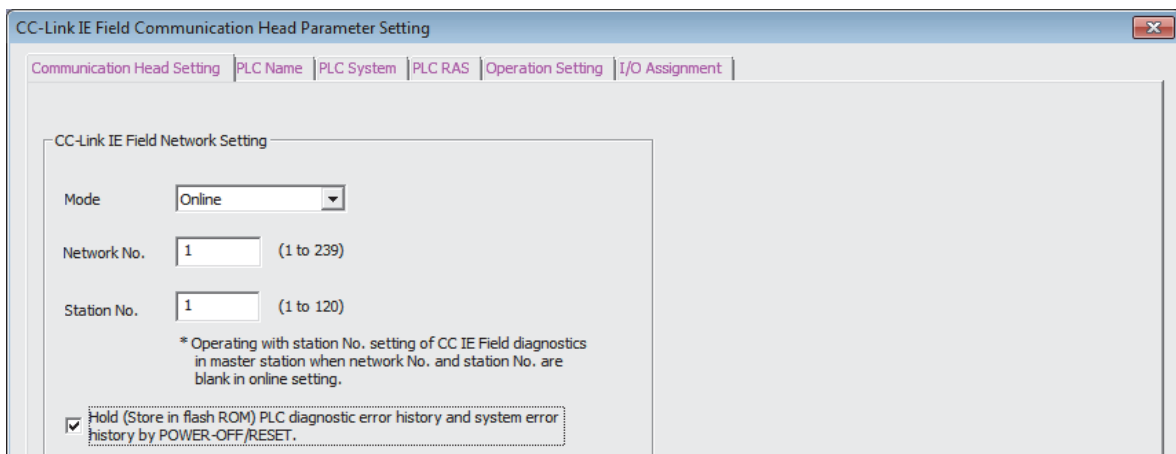 CC-Link IE Field Communication Head Parameter Setting
Communication Head Setting PLC Name PLC System PLC RAS Operation Setting I/O Assignment
CC-Link IE Field Network Setting
Mode Online
Network No. 1 (1 to 239)
Station No. 1 (1 to 120)
* Operating with station No. setting of CC IE Field diagnostics
in master station when network No. and station No. are
blank in online setting.
Hold (Store in flash ROM) PLC diagnostic error history and system error
history by POWER-OFF/RESET.